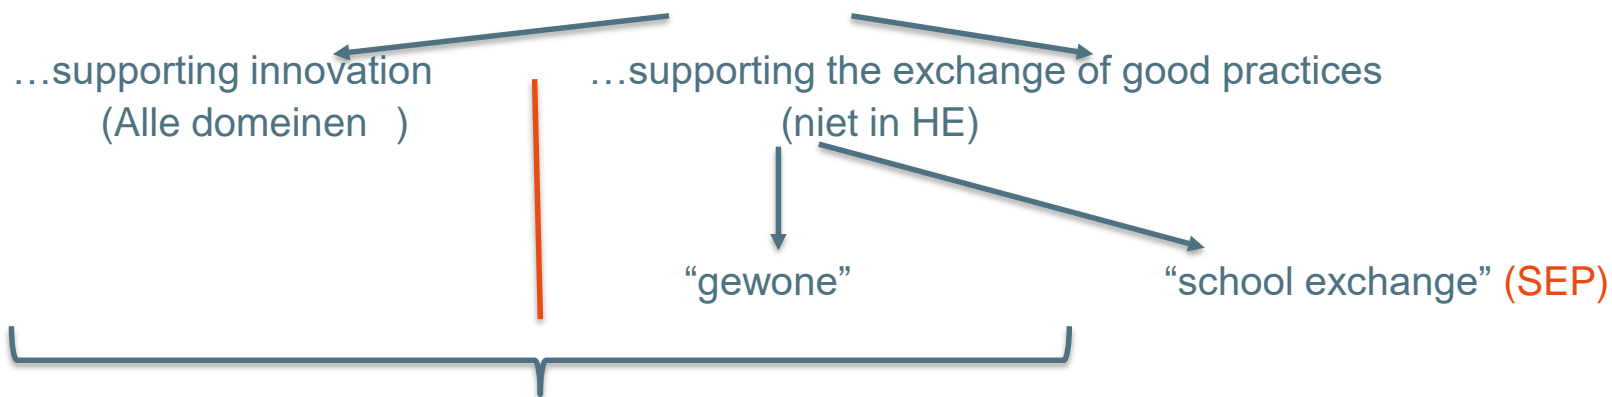 …supporting innovation
(Alle domeinen )
…supporting the exchange of good practices
(niet in HE)
“gewone”
“school exchange” (SEP)